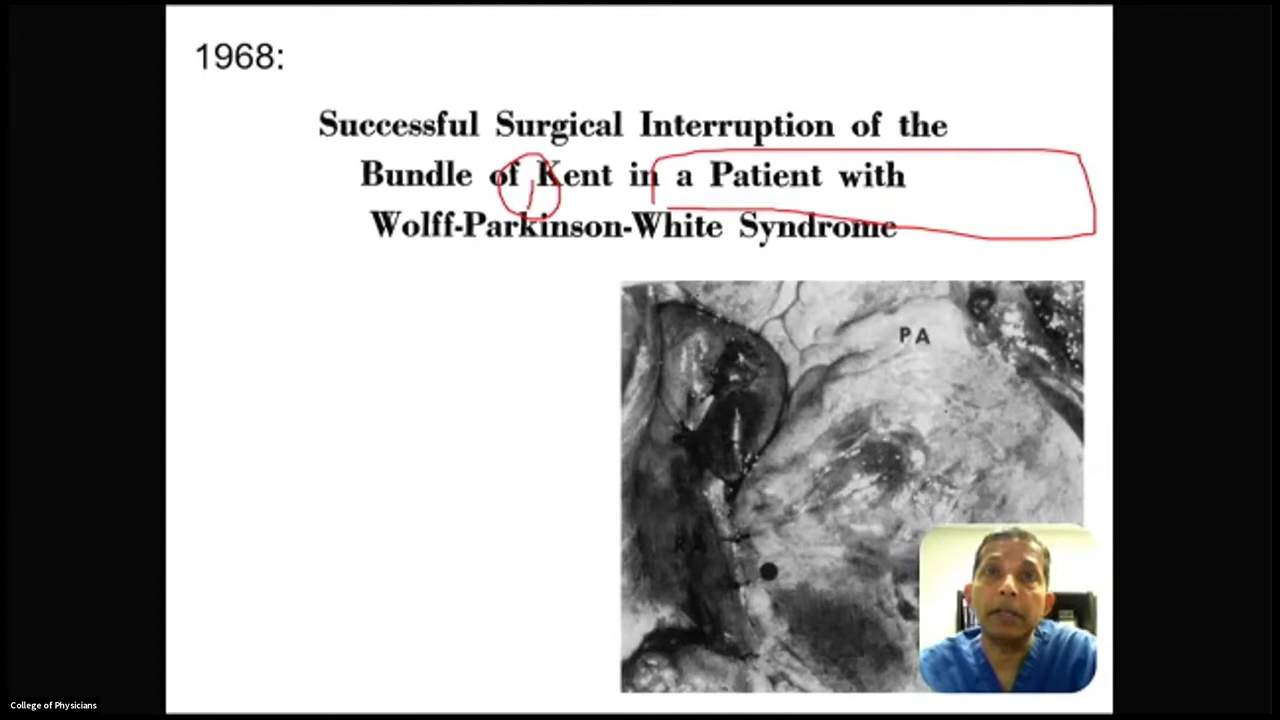 1968:
Successful Surgical Interruption of the
Bundle of Kent in a Patient with
Wolff-Parkinson-White Syndrome
PA
College of Physicians